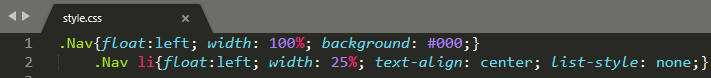 style.css ×
1 .Nav{float:left; width: 100%; background: #000;}
2 .Nav li{float:left; width: 25%; text-align: center; list-style: none;}